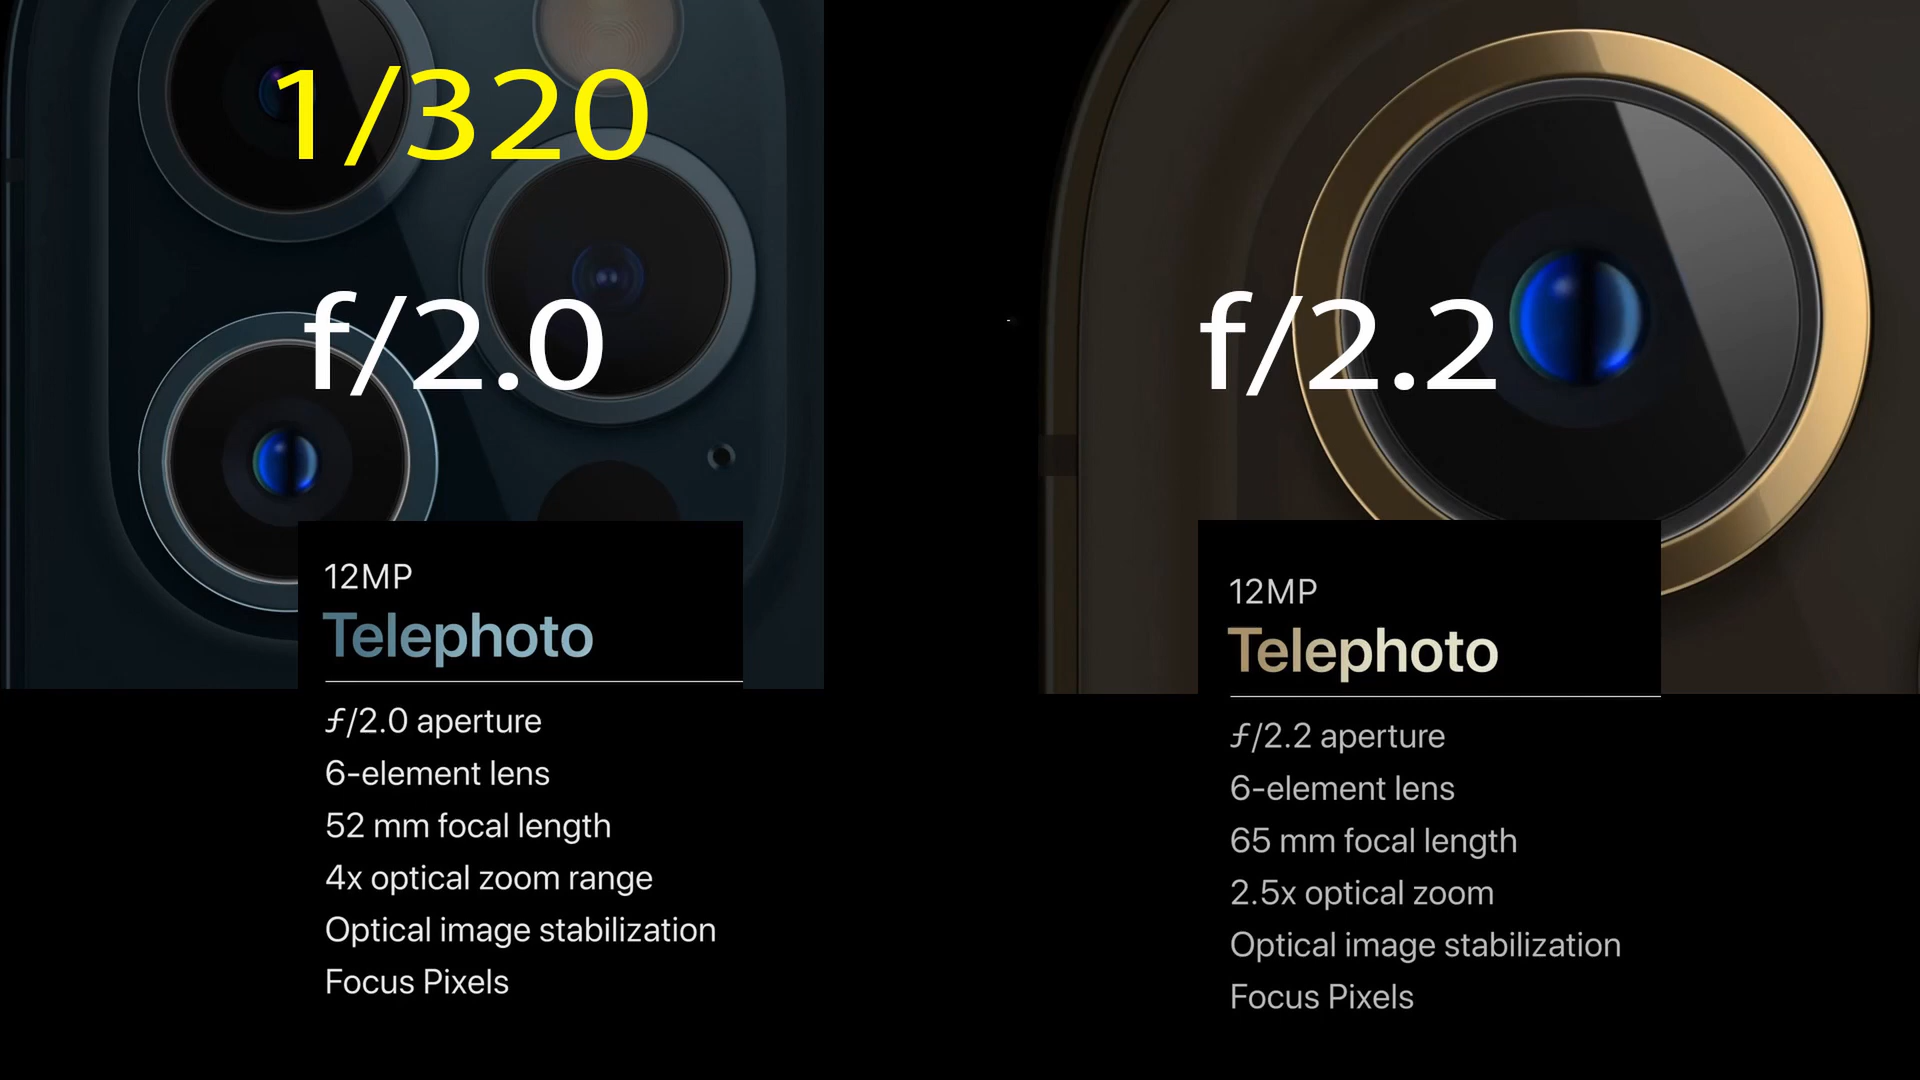 1/320
f/2.0
12MP
Telephoto
ƒ/2.0 aperture
6-element lens
52 mm focal length
4x optical zoom range
Optical image stabilization
Focus Pixels
f/2.2
12MP
Telephoto
ƒ/2.2 aperture
6-element lens
65 mm focal length
2.5x optical zoom
Optical image stabilization
Focus Pixels